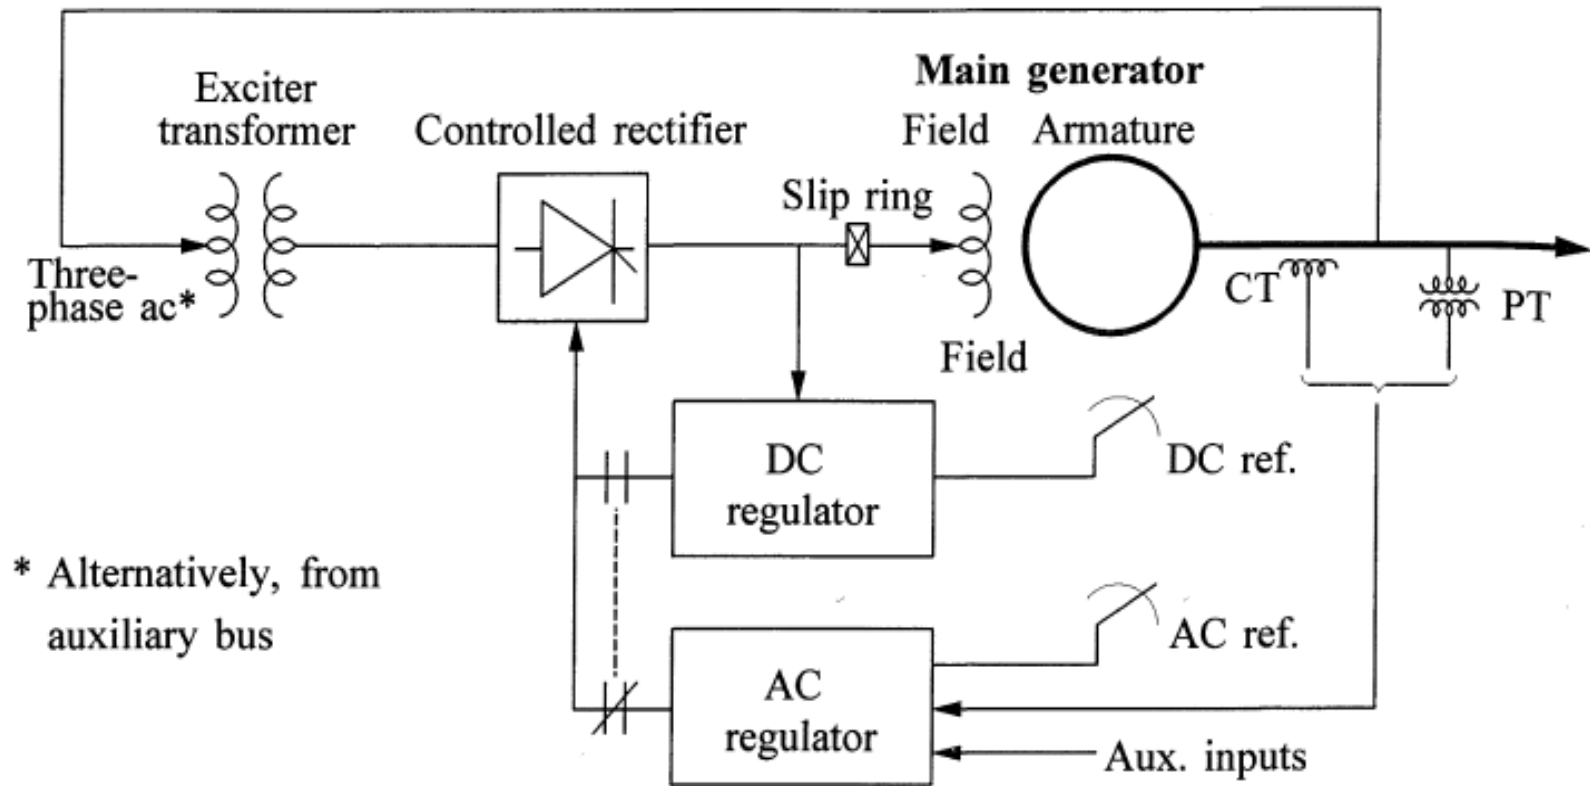 Main generator
Exciter
transformer
Controlled rectifier
Field
Armature
Slip ring
Three-
phase ac*
CT
PT
Field
DC
regulator
DC ref.
* Alternatively, from
auxiliary bus
AC
regulator
AC ref.
Aux. inputs